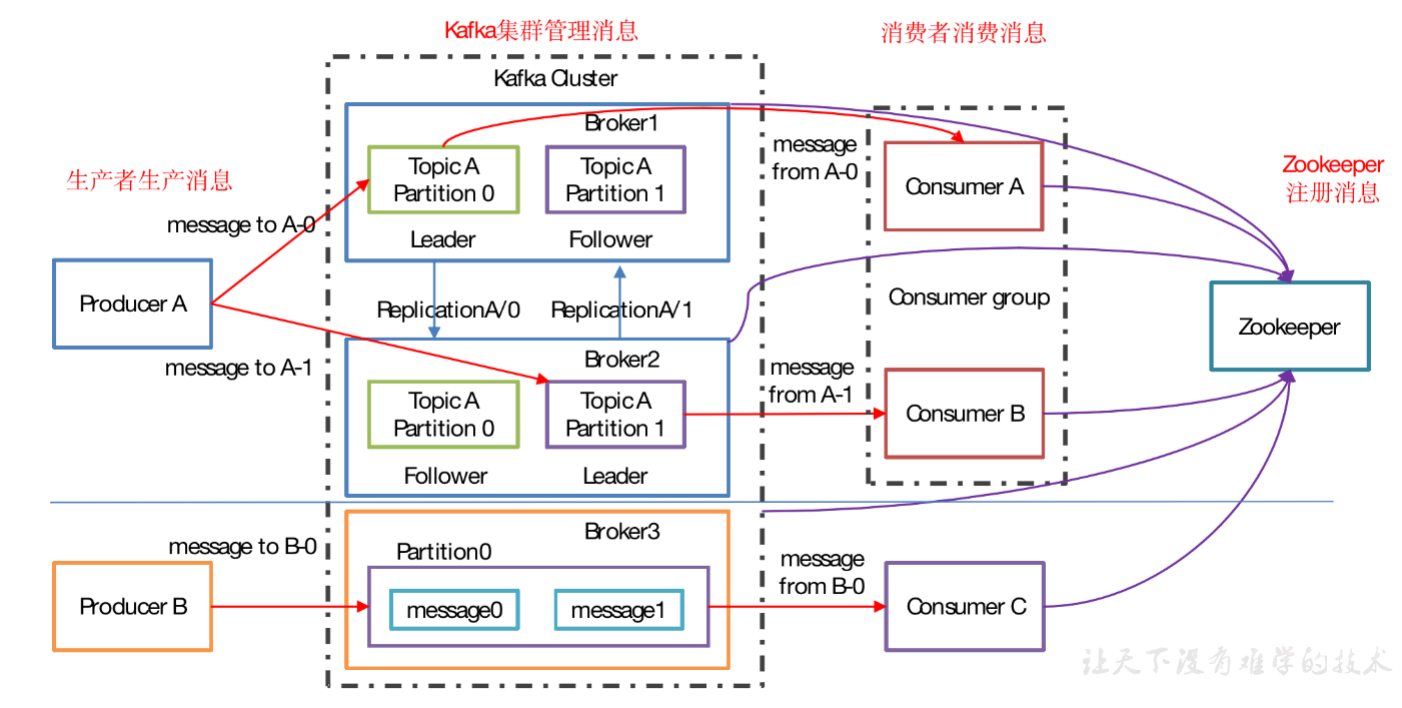 Kafka集群管理消息
消费者消费消息
Kafka Cluster
Broker1
Topic A
Partition 0
Topic A
Partition 1
Leader
Follower
message
from A-0
Consumer A
Zookeeper
注册消息
生产者生产消息
message to A-0
Producer A
message to A-1
ReplicationA/0
ReplicationA/1
Consumer group
Zookeeper
Broker2
Topic A
Partition 0
Topic A
Partition 1
Follower
Leader
message
from A-1
Consumer B
message to B-0
Producer B
Broker3
Partition0
message0
message1
message
from B-0
Consumer C
让天下没有难学的技术